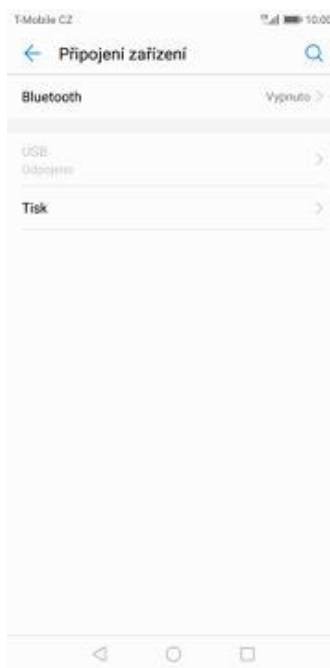 T-Mobile CZ 10:00
Připojení zařízení
Bluetooth Vypnuto
USB
Odpojeno
Tisk